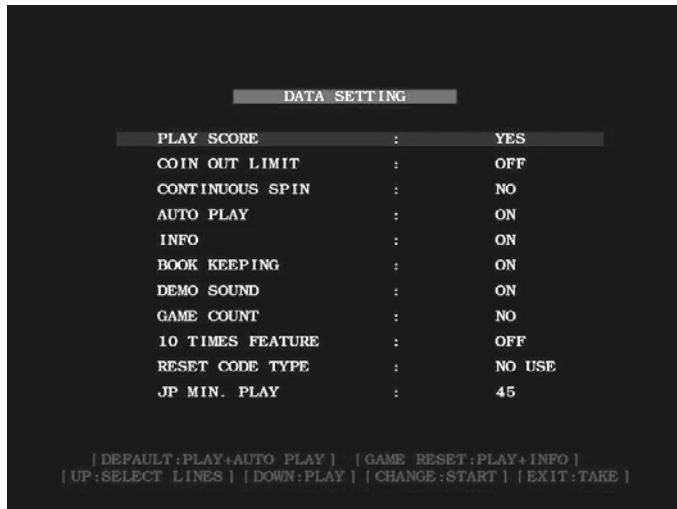 DATA SETTING
PLAY SCORE : YES
COIN OUT LIMIT : OFF
CONTINUOUS SPIN : NO
AUTO PLAY : ON
INFO : ON
BOOK KEEPING : ON
DEMO SOUND : ON
GAME COUNT : NO
10 TIMES FEATURE : OFF
RESET CODE TYPE : NO USE
JP MIN. PLAY : 45
[DEFAULT:PLAY+AUTO PLAY] [GAME RESET:PLAY+INFO]
[UP:SELECT LINES] [DOWN:PLAY] [CHANGE:START] [EXIT:TAKE]